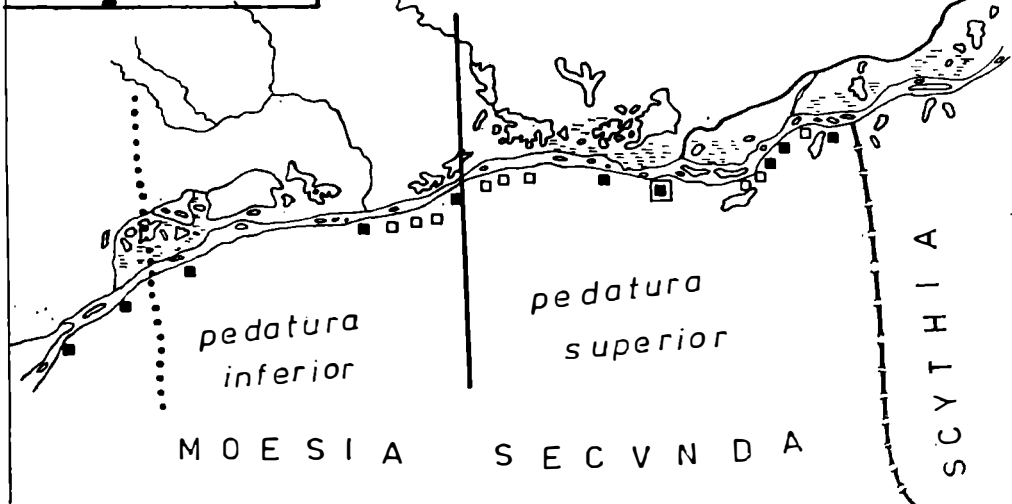 pedatura
inferior
pedatura
superior
MOESIA SECVNDA
SCYTHIA